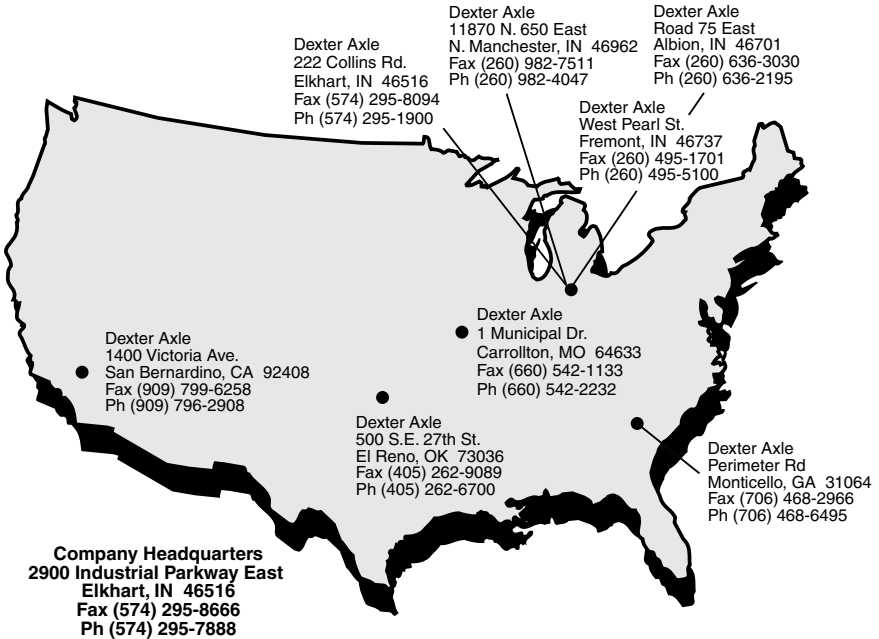 Dexter Axle
11870 N. 650 East
N. Manchester, IN 46962
Fax (260) 982-7511
Ph (260) 982-4047
Dexter Axle
Road 75 East
Albion, IN 46701
Fax (260) 636-3030
Ph (260) 636-2195
Dexter Axle
222 Collins Rd.
Elkhart, IN 46516
Fax (574) 295-8094
Ph (574) 295-1900
Dexter Axle
West Pearl St.
Fremont, IN 46737
Fax (260) 495-1701
Ph (260) 495-5100
Dexter Axle
1 Municipal Dr.
Carrollton, MO 64633
Fax (660) 542-1133
Ph (660) 542-2232
Dexter Axle
1400 Victoria Ave.
San Bernardino, CA 92408
Fax (909) 799-6258
Ph (909) 796-2908
Dexter Axle
500 S.E. 27th St.
El Reno, OK 73036
Fax (405) 262-9089
Ph (405) 262-6700
Dexter Axle
Perimeter Rd
Monticello, GA 31064
Fax (706) 468-2966
Ph (706) 468-6495
Company Headquarters
2900 Industrial Parkway East
Elkhart, IN 46516
Fax (574) 295-8666
Ph (574) 295-7888